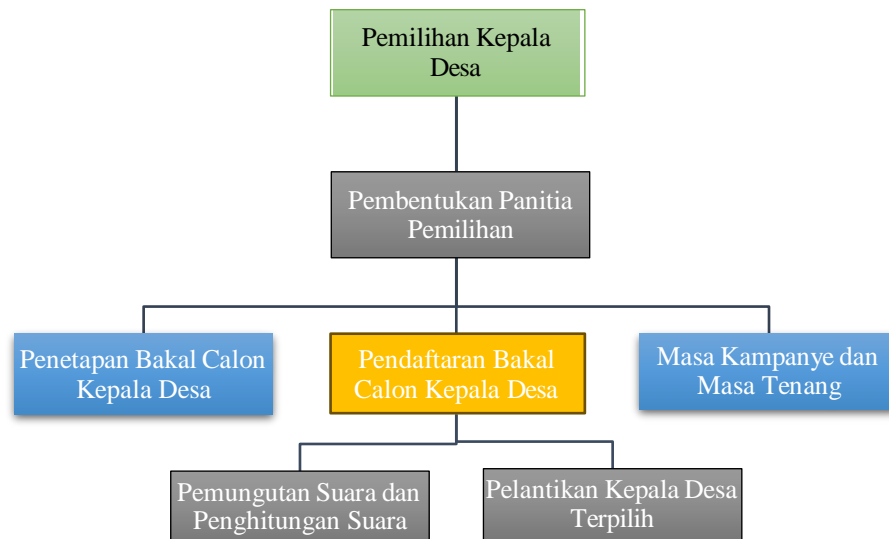 Pemilihan Kepala
Desa
Pembentukan Panitia
Pemilihan
Penetapan Bakal Calon
Kepala Desa
Pendaftaran Bakal
Calon Kepala Desa
Masa Kampanye dan
Masa Tenang
Pemungutan Suara dan
Penghitungan Suara
Pelantikan Kepala Desa
Terpilih